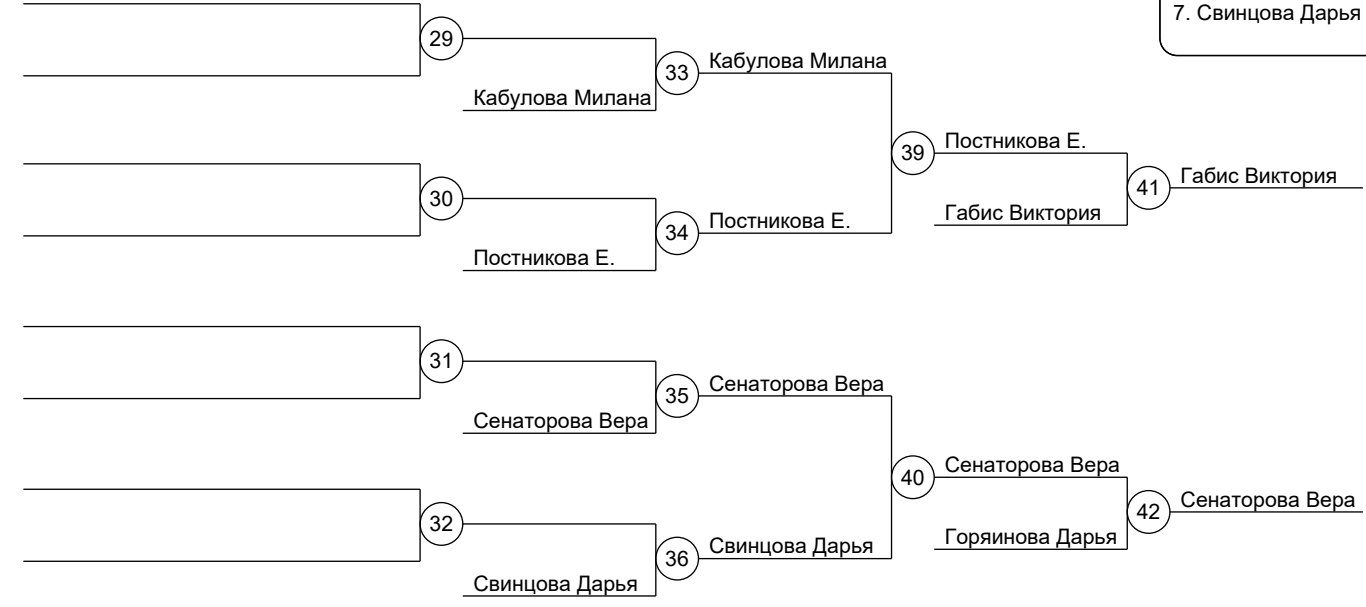 7. Свинцова Дарья
29
33
Кабулова Милана
Кабулова Милана
39
Постникова Е.
41
Габис Виктория
30
34
Постникова Е.
Габис Виктория
Постникова Е.
31
35
Сенаторова Вера
Сенаторова Вера
40
Сенаторова Вера
42
Сенаторова Вера
32
36
Свинцова Дарья
Горяинова Дарья
Свинцова Дарья